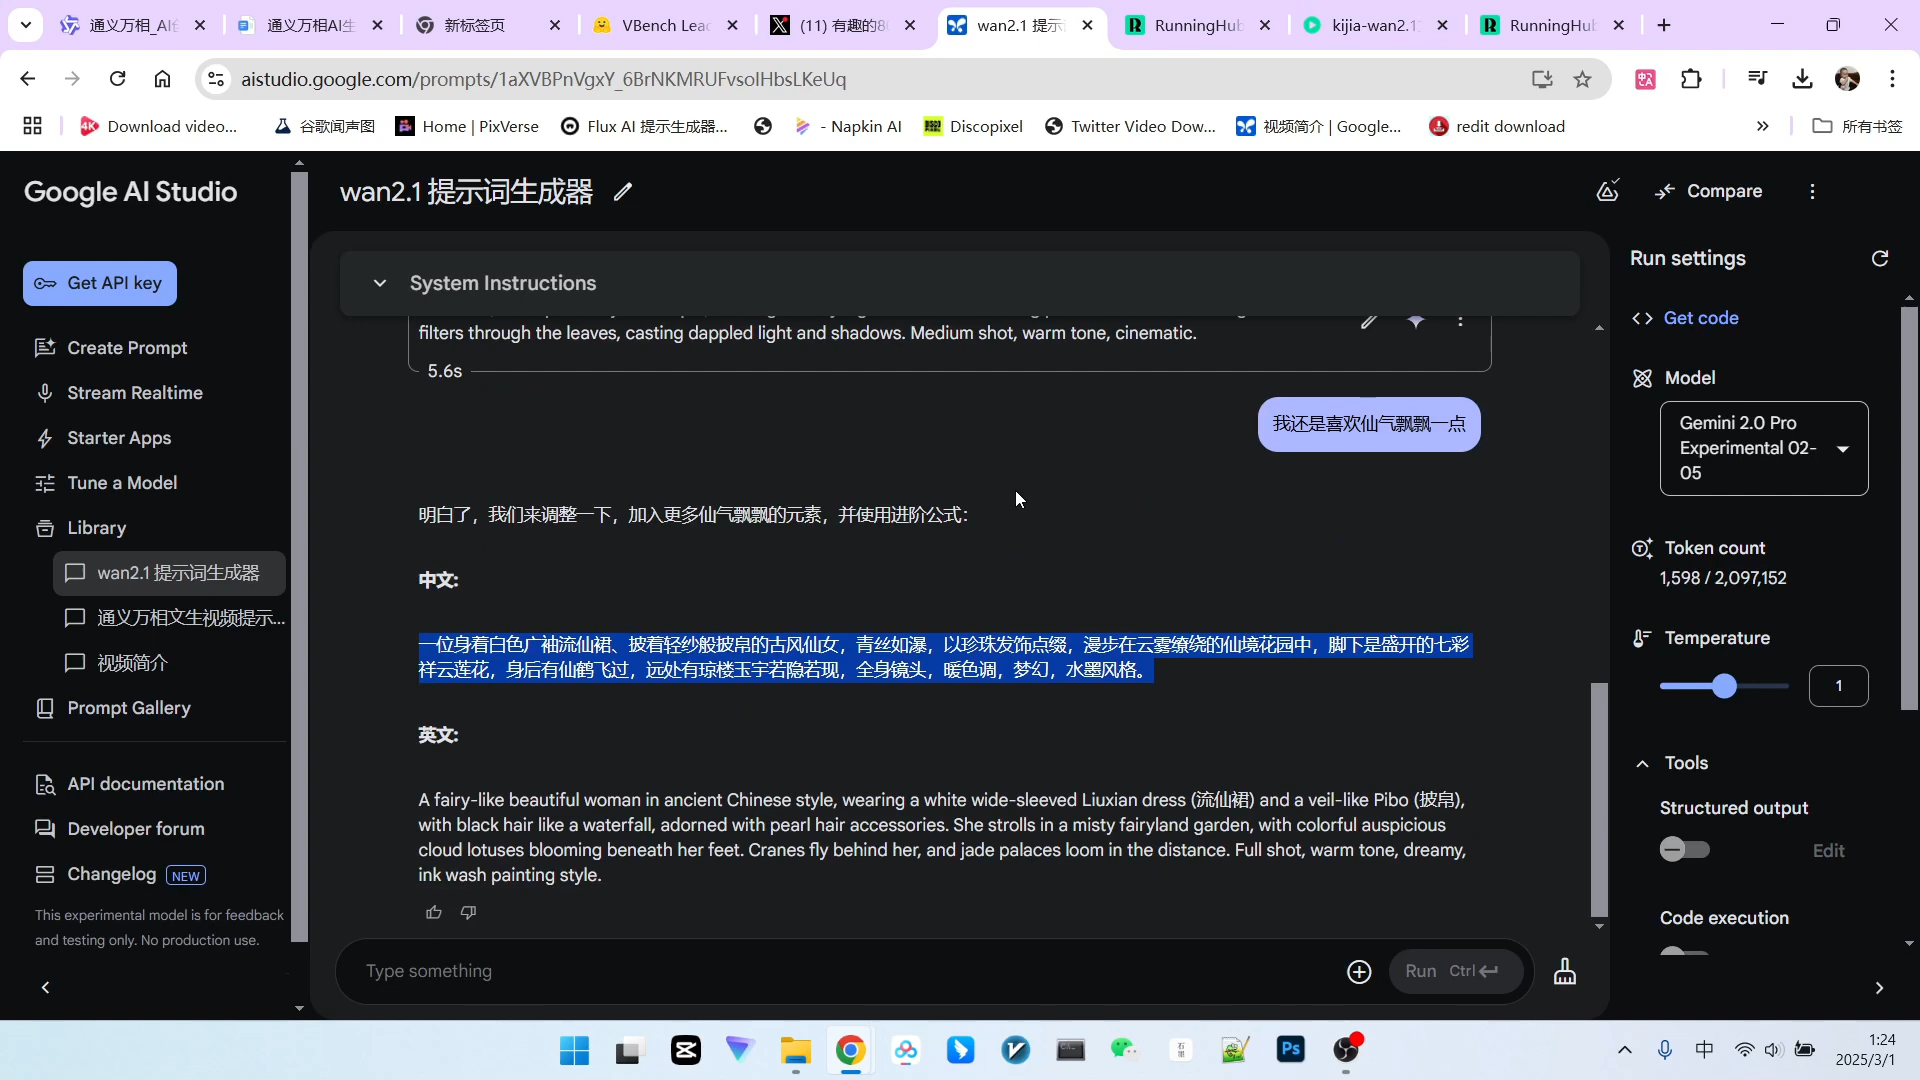 通义万相_AI创
通义万相AI生
新标签页
VBench Lead
(11) 有趣的80
wan2.1 提示词
RunningHub
kijia-wan2.1
RunningHub
aistudio.google.com/prompts/1aXVBPnVgxY_6BrNKMRUFvsolHbsLKeUq
Download video...
谷歌闻声图
Home | PixVerse
Flux AI 提示生成器...
- Napkin AI
Discopixel
Twitter Video Dow...
视频简介 | Google...
redit download
所有书签
Google AI Studio
Get API key
Create Prompt
Stream Realtime
Starter Apps
Tune a Model
Library
wan2.1 提示词生成器
通义万相文生视频提示...
视频简介
Prompt Gallery
API documentation
Developer forum
Changelog NEW
This experimental model is for feedback
and testing only. No production use.
wan2.1 提示词生成器
Compare
System Instructions
filters through the leaves, casting dappled light and shadows. Medium shot, warm tone, cinematic.
5.6s
我还是喜欢仙气飘飘一点
明白了，我们来调整一下，加入更多仙气飘飘的元素，并使用进阶公式：
中文:
一位身着白色广袖流仙裙、披着轻纱般披帛的古风仙女，青丝如瀑，以珍珠发饰点缀，漫步在云雾缭绕的仙境花园中，脚下是盛开的七彩
祥云莲花，身后有仙鹤飞过，远处有琼楼玉宇若隐若现，全身镜头，暖色调，梦幻，水墨风格。
英文:
A fairy-like beautiful woman in ancient Chinese style, wearing a white wide-sleeved Liuxian dress (流仙裙) and a veil-like Pibo (披帛),
with black hair like a waterfall, adorned with pearl hair accessories. She strolls in a misty fairyland garden, with colorful auspicious
cloud lotuses blooming beneath her feet. Cranes fly behind her, and jade palaces loom in the distance. Full shot, warm tone, dreamy,
ink wash painting style.
Type something
Run Ctrl
Run settings
Get code
Model
Gemini 2.0 Pro
Experimental 02-
05
Token count
1,598 / 2,097,152
Temperature
1
Tools
Structured output
Edit
Code execution
Ps
中
1:24
2025/3/1